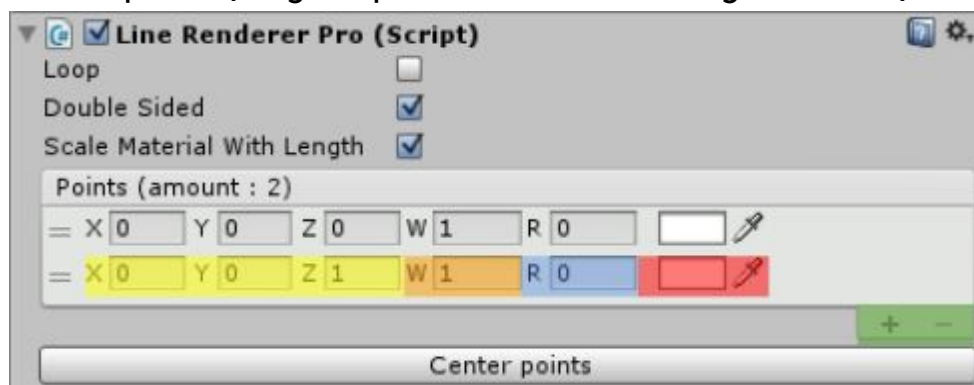 Line Renderer Pro (Script)
Loop
Double Sided
Scale Material With Length
Points (amount : 2)
= X 0 Y 0 Z 0 W 1 R 0
= X 0 Y 0 Z 1 W 1 R 0
+ −
Center points